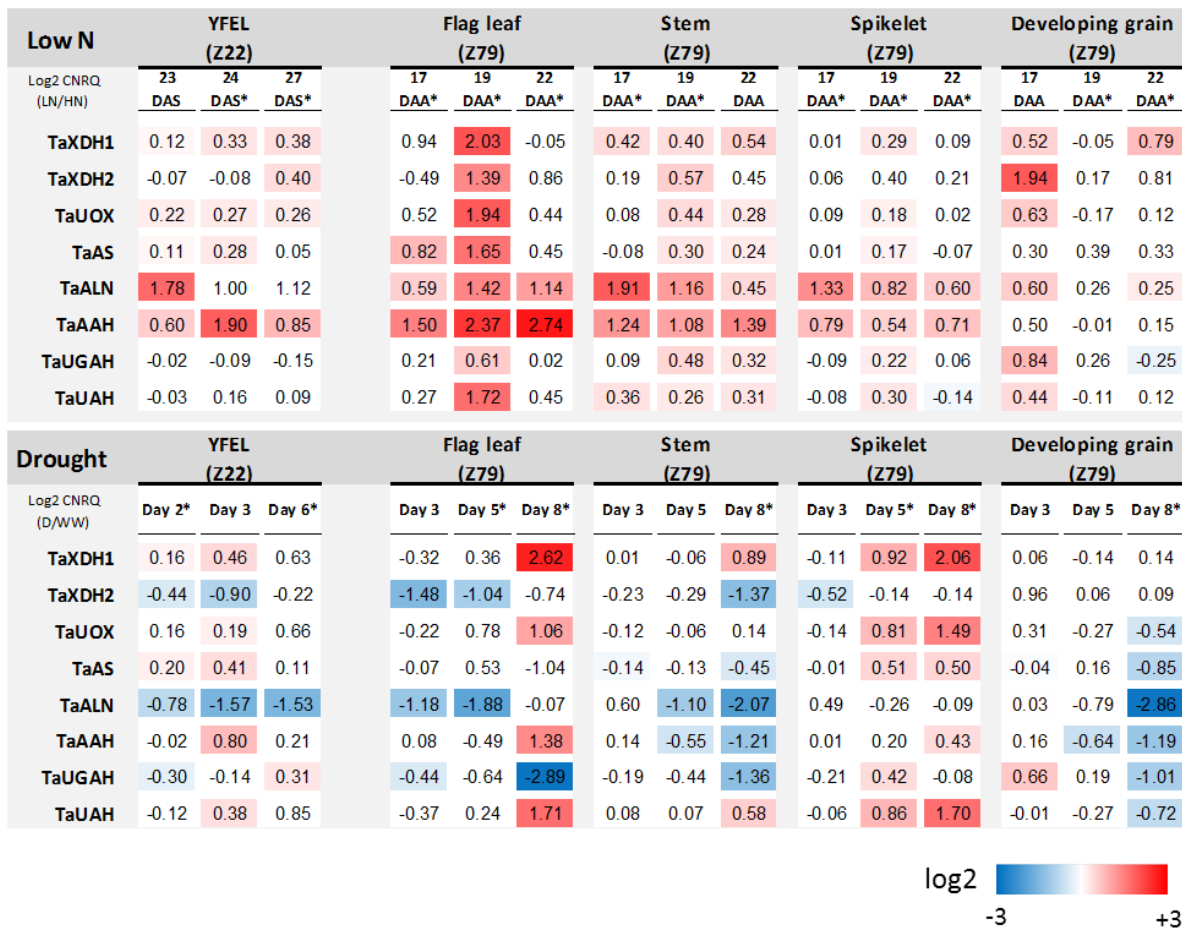 Low N YFEL Flag leaf Stem Spikelet Developing grain
(Z22) (Z79) (Z79) (Z79) (Z79)
Log2 CNRQ 23 24 27 17 19 22 17 19 22 17 19 22 17 19 22
(LN/HN) DAS DAS* DAS* DAA* DAA* DAA* DAA* DAA* DAA DAA* DAA* DAA* DAA DAA* DAA*
TaXDH1 0.12 0.33 0.38 0.94 2.03 -0.05 0.42 0.40 0.54 0.01 0.29 0.09 0.52 -0.05 0.79
TaXDH2 -0.07 -0.08 0.40 -0.49 1.39 0.86 0.19 0.57 0.45 0.06 0.40 0.21 1.94 0.17 0.81
TaUOX 0.22 0.27 0.26 0.52 1.94 0.44 0.08 0.44 0.28 0.09 0.18 0.02 0.63 -0.17 0.12
TaAS 0.11 0.28 0.05 0.82 1.65 0.45 -0.08 0.30 0.24 0.01 0.17 -0.07 0.30 0.39 0.33
TaALN 1.78 1.00 1.12 0.59 1.42 1.14 1.91 1.16 0.45 1.33 0.82 0.60 0.60 0.26 0.25
TaAAH 0.60 1.90 0.85 1.50 2.37 2.74 1.24 1.08 1.39 0.79 0.54 0.71 0.50 -0.01 0.15
TaUGAH -0.02 -0.09 -0.15 0.21 0.61 0.02 0.09 0.48 0.32 -0.09 0.22 0.06 0.84 0.26 -0.25
TaUAH -0.03 0.16 0.09 0.27 1.72 0.45 0.36 0.26 0.31 -0.08 0.30 -0.14 0.44 -0.11 0.12
Drought YFEL Flag leaf Stem Spikelet Developing grain
(Z22) (Z79) (Z79) (Z79) (Z79)
Log2 CNRQ
(D/WW) Day 2* Day 3 Day 6* Day 3 Day 5* Day 8* Day 3 Day 5 Day 8* Day 3 Day 5* Day 8* Day 3 Day 5 Day 8*
TaXDH1 0.16 0.46 0.63 -0.32 0.36 2.62 0.01 -0.06 0.89 -0.11 0.92 2.06 0.06 -0.14 0.14
TaXDH2 -0.44 -0.90 -0.22 -1.48 -1.04 -0.74 -0.23 -0.29 -1.37 -0.52 -0.14 -0.14 0.96 0.06 0.09
TaUOX 0.16 0.19 0.66 -0.22 0.78 1.06 -0.12 -0.06 0.14 -0.14 0.81 1.49 0.31 -0.27 -0.54
TaAS 0.20 0.41 0.11 -0.07 0.53 -1.04 -0.14 -0.13 -0.45 -0.01 0.51 0.50 -0.04 0.16 -0.85
TaALN -0.78 -1.57 -1.53 -1.18 -1.88 -0.07 0.60 -1.10 -2.07 0.49 -0.26 -0.09 0.03 -0.79 -2.86
TaAAH -0.02 0.80 0.21 0.08 -0.49 1.38 0.14 -0.55 -1.21 0.01 0.20 0.43 0.16 -0.64 -1.19
TaUGAH -0.30 -0.14 0.31 -0.44 -0.64 -2.89 -0.19 -0.44 -1.36 -0.21 0.42 -0.08 0.66 0.19 -1.01
TaUAH -0.12 0.38 0.85 -0.37 0.24 1.71 0.08 0.07 0.58 -0.06 0.86 1.70 -0.01 -0.27 -0.72
log2
-3 +3